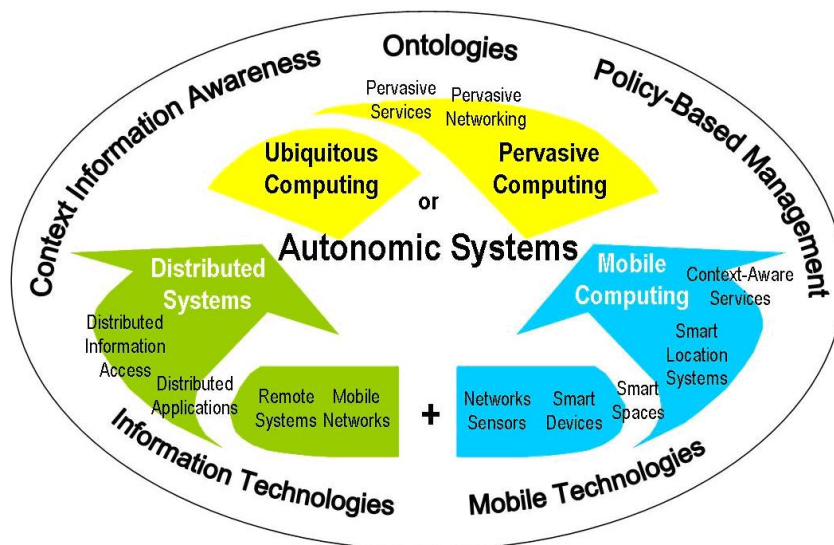 Ontologies
Context Information Awareness
Policy-Based Management
Pervasive
Services
Pervasive
Networking
Ubiquitous
Computing
Pervasive
Computing
or
Autonomic Systems
Distributed
Systems
Mobile
Computing
Context-Aware
Services
Distributed
Information
Access
Smart
Location
Systems
Distributed
Applications
Remote
Systems
Mobile
Networks
+
Networks
Sensors
Smart
Devices
Smart
Spaces
Information Technologies
Mobile Technologies